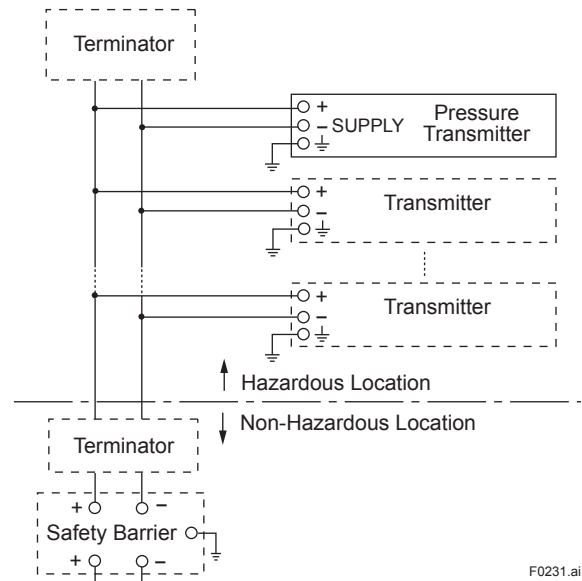 Terminator
+
− SUPPLY
Pressure
Transmitter
+
−
Transmitter
+
−
Transmitter
Hazardous Location
Non-Hazardous Location
Terminator
+ −
Safety Barrier
+ −
F0231.ai